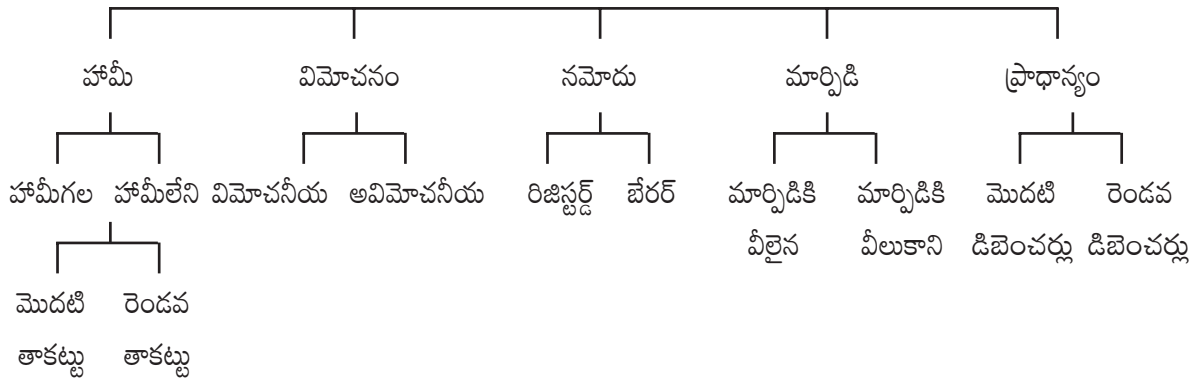 హామీ విమోచనం నమోదు మార్పిడి ప్రాధాన్యం
హామీగల హామీలేని విమోచనీయ అవిమోచనీయ రిజిస్టర్డ్ బేరర్ మార్పిడికి మార్పిడికి మొదటి రెండవ
వీలైన వీలుకాని డిబెంచర్లు డిబెంచర్లు
మొదటి రెండవ
తాకట్టు తాకట్టు